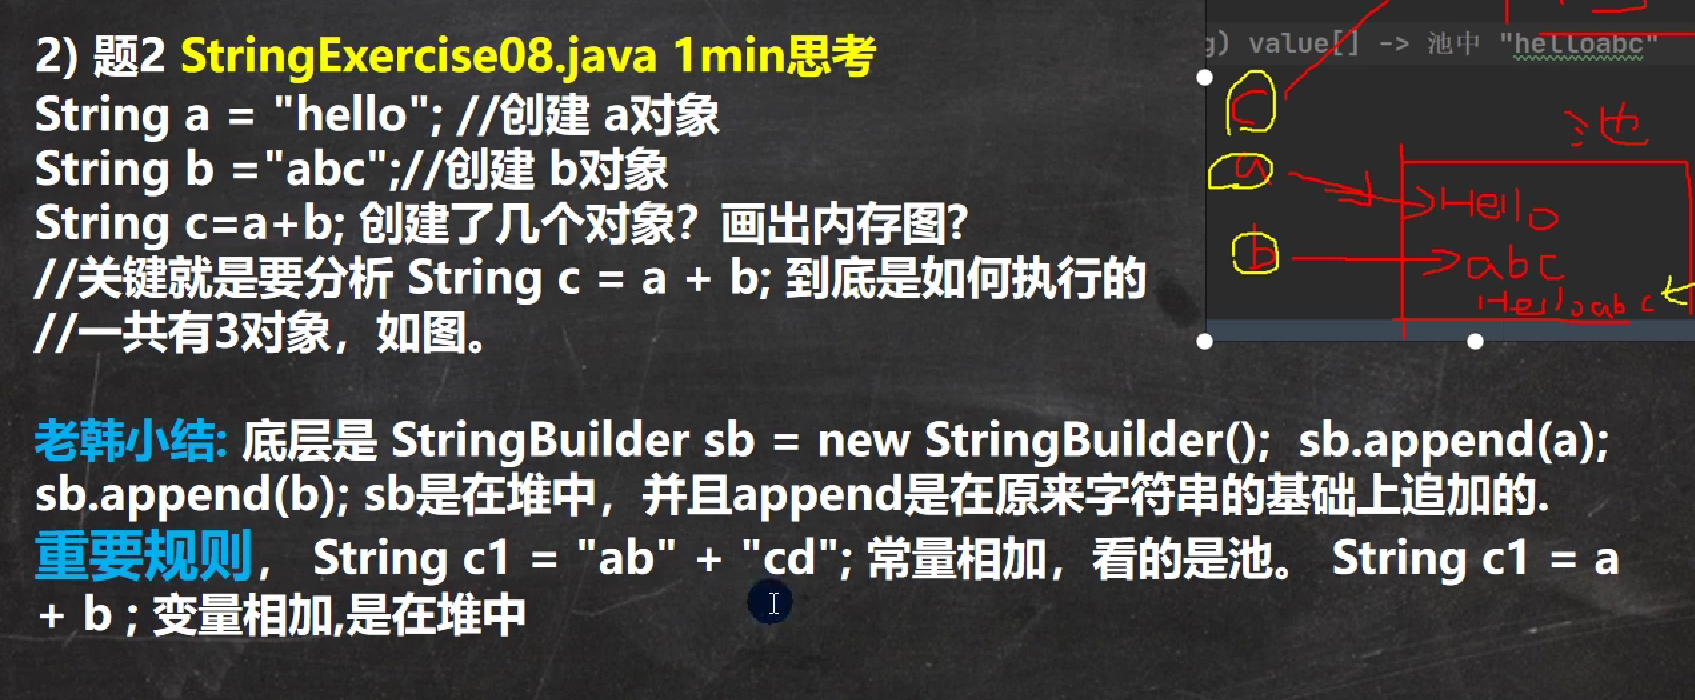 2) 题2 StringExercise08.java 1min思考
String a = "hello"; //创建 a对象
String b ="abc";//创建 b对象
String c=a+b; 创建了几个对象？画出内存图?
//关键就是要分析 String c = a + b; 到底是如何执行的
//一共有3对象，如图。
老韩小结: 底层是 StringBuilder sb = new StringBuilder();  sb.append(a);
sb.append(b); sb是在堆中，并且append是在原来字符串的基础上追加的.
重要规则， String c1 = "ab" + "cd"; 常量相加，看的是池。 String c1 = a
+ b ; 变量相加,是在堆中
g) value[] -> 池中 "helloabc"
c
池
a
Hello
b
abc
Helloabc